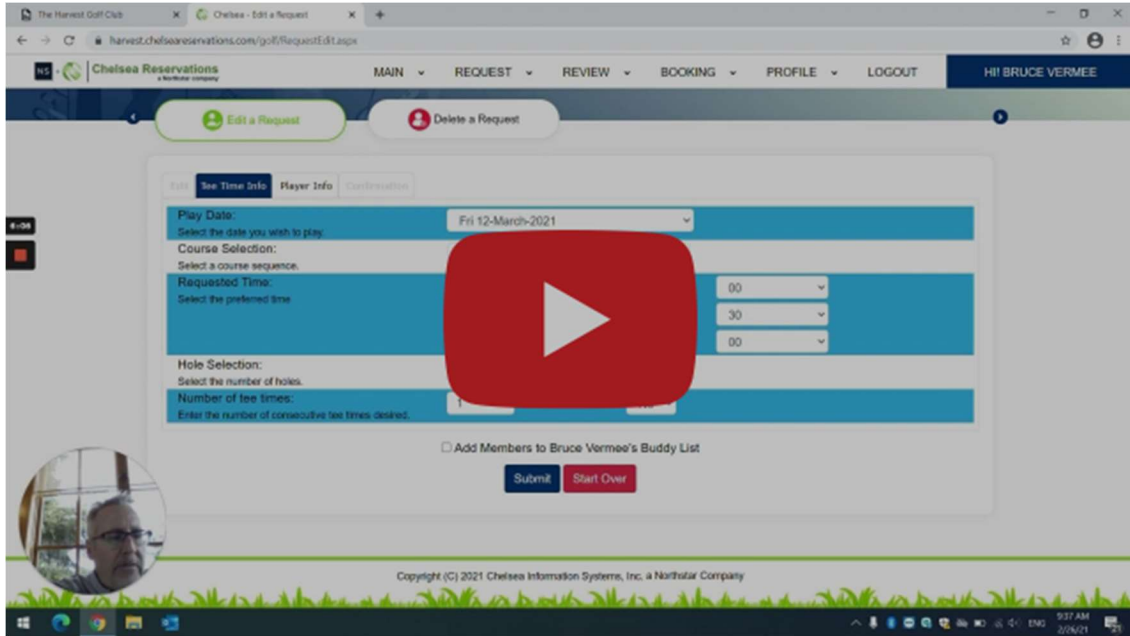 The Harvest Golf Club
Chelsea - Edit a Request
harvest.chelseareservations.com/golf/RequestEdit.aspx
NS
Chelsea Reservations
a Northstar company
MAIN REQUEST REVIEW BOOKING PROFILE LOGOUT HI! BRUCE VERMEE
Edit a Request Delete a Request
Edit Tee Time Info Player Info Confirmation
Play Date: Fri 12-March-2021
Select the date you wish to play.
Course Selection:
Select a course sequence.
Requested Time: 00
Select the preferred time 30
00
Hole Selection:
Select the number of holes.
Number of tee times: 1
Enter the number of consecutive tee times desired.
Add Members to Bruce Vermee's Buddy List
Submit Start Over
Copyright (C) 2021 Chelsea Information Systems, Inc. a Northstar Company
ENG 9:37 AM
2/26/21